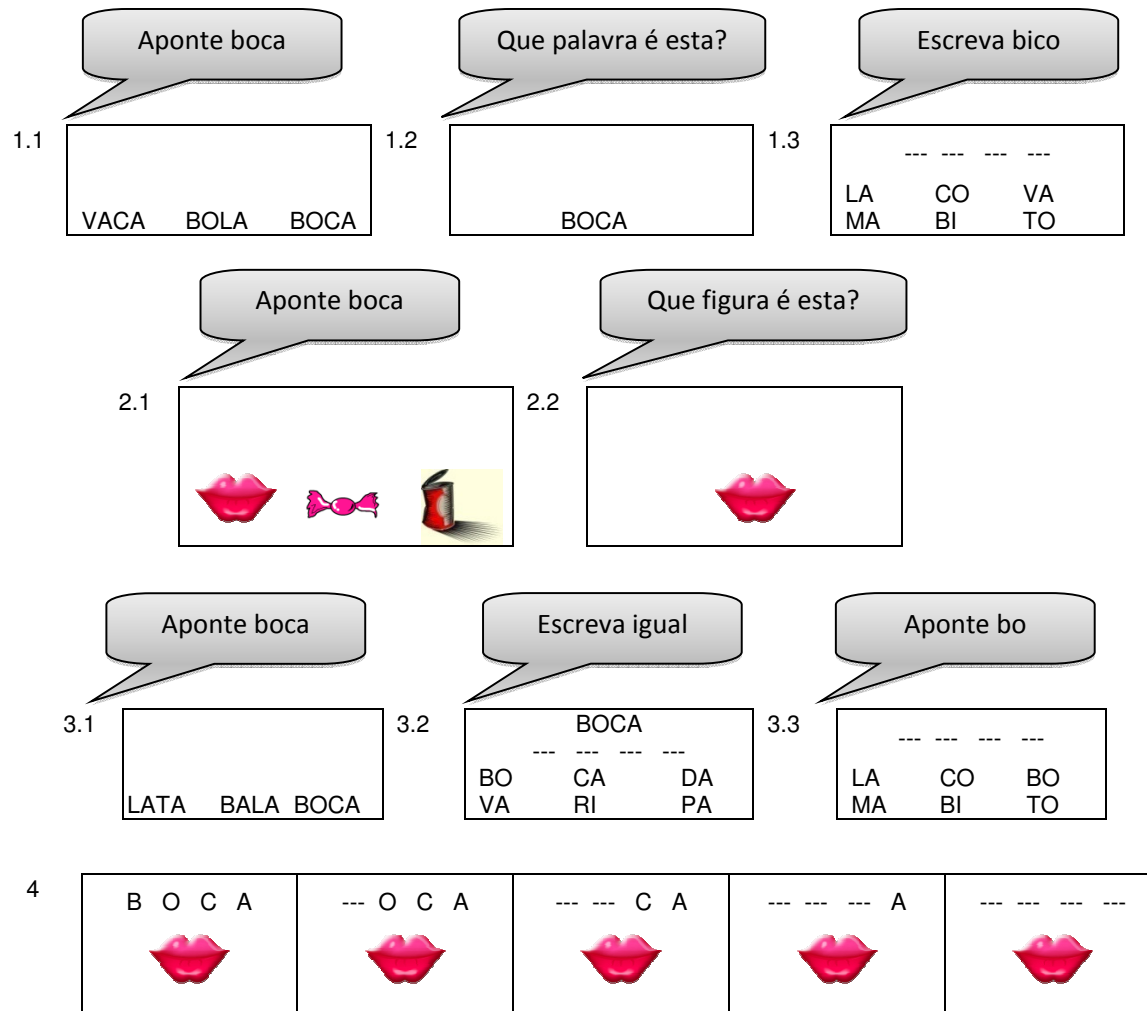 Aponte boca
Que palavra é esta?
Escreva bico
1.1
VACA BOLA BOCA
1.2
BOCA
1.3
--- --- --- ---
LA CO VA
MA BI TO
Aponte boca
Que figura é esta?
2.1
2.2
Aponte boca
Escreva igual
Aponte bo
3.1
LATA BALA BOCA
3.2
BOCA
--- --- --- ---
BO CA DA
VA RI PA
3.3
--- --- --- ---
LA CO BO
MA BI TO
4
B O C A
--- O C A
--- --- C A
--- --- --- A
--- --- --- ---